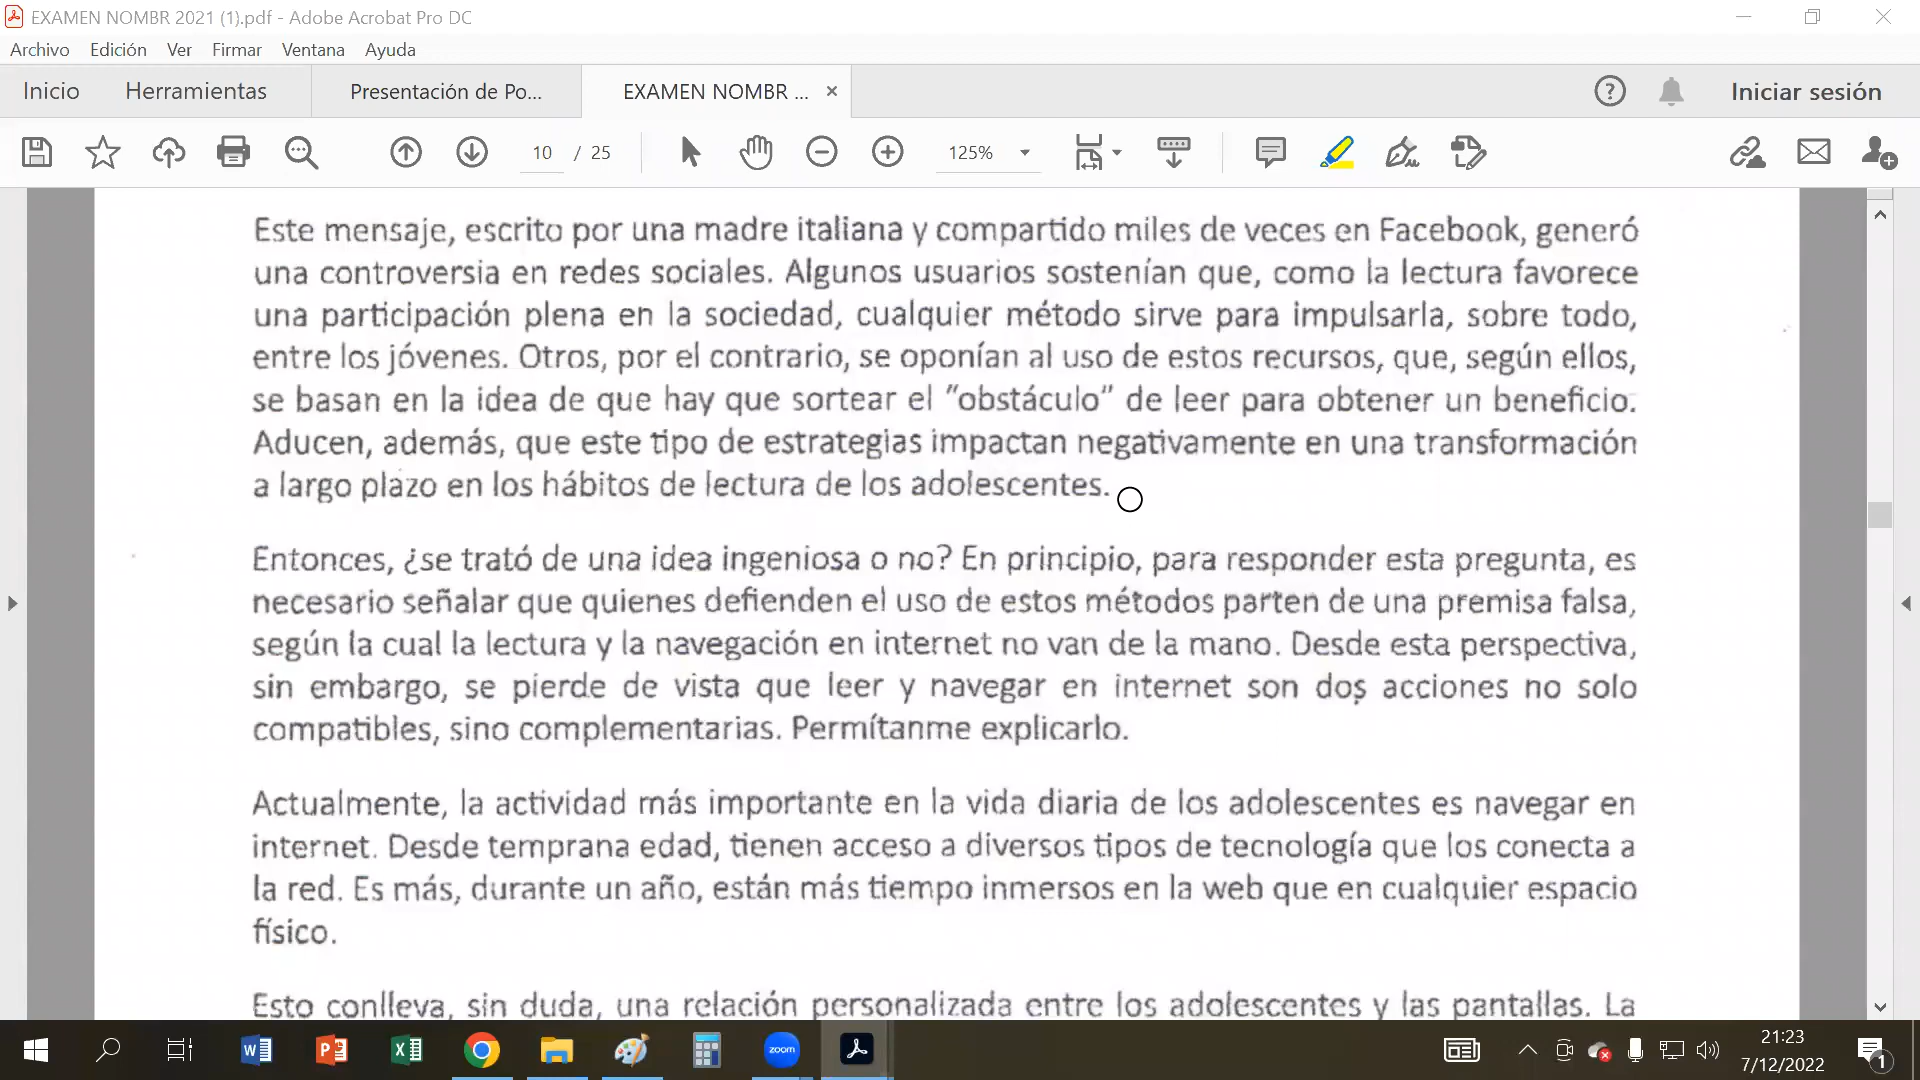 EXAMEN NOMBR 2021 (1).pdf - Adobe Acrobat Pro DC
Archivo Edición Ver Firmar Ventana Ayuda
Inicio Herramientas Presentación de Po... EXAMEN NOMBR ... × Iniciar sesión
10 / 25 125%
Este mensaje, escrito por una madre italiana y compartido miles de veces en Facebook, generó
una controversia en redes sociales. Algunos usuarios sostenían que, como la lectura favorece
una participación plena en la sociedad, cualquier método sirve para impulsarla, sobre todo,
entre los jóvenes. Otros, por el contrario, se oponían al uso de estos recursos, que, según ellos,
se basan en la idea de que hay que sortear el "obstáculo" de leer para obtener un beneficio.
Aducen, además, que este tipo de estrategias impactan negativamente en una transformación
a largo plazo en los hábitos de lectura de los adolescentes.
Entonces, ¿se trató de una idea ingeniosa o no? En principio, para responder esta pregunta, es
necesario señalar que quienes defienden el uso de estos métodos parten de una premisa falsa,
según la cual la lectura y la navegación en internet no van de la mano. Desde esta perspectiva,
sin embargo, se pierde de vista que leer y navegar en internet son dos acciones no solo
compatibles, sino complementarias. Permítanme explicarlo.
Actualmente, la actividad más importante en la vida diaria de los adolescentes es navegar en
internet. Desde temprana edad, tienen acceso a diversos tipos de tecnología que los conecta a
la red. Es más, durante un año, están más tiempo inmersos en la web que en cualquier espacio
físico.
Esto conlleva, sin duda, una relación personalizada entre los adolescentes y las pantallas. La
zoom
21:23
7/12/2022
1